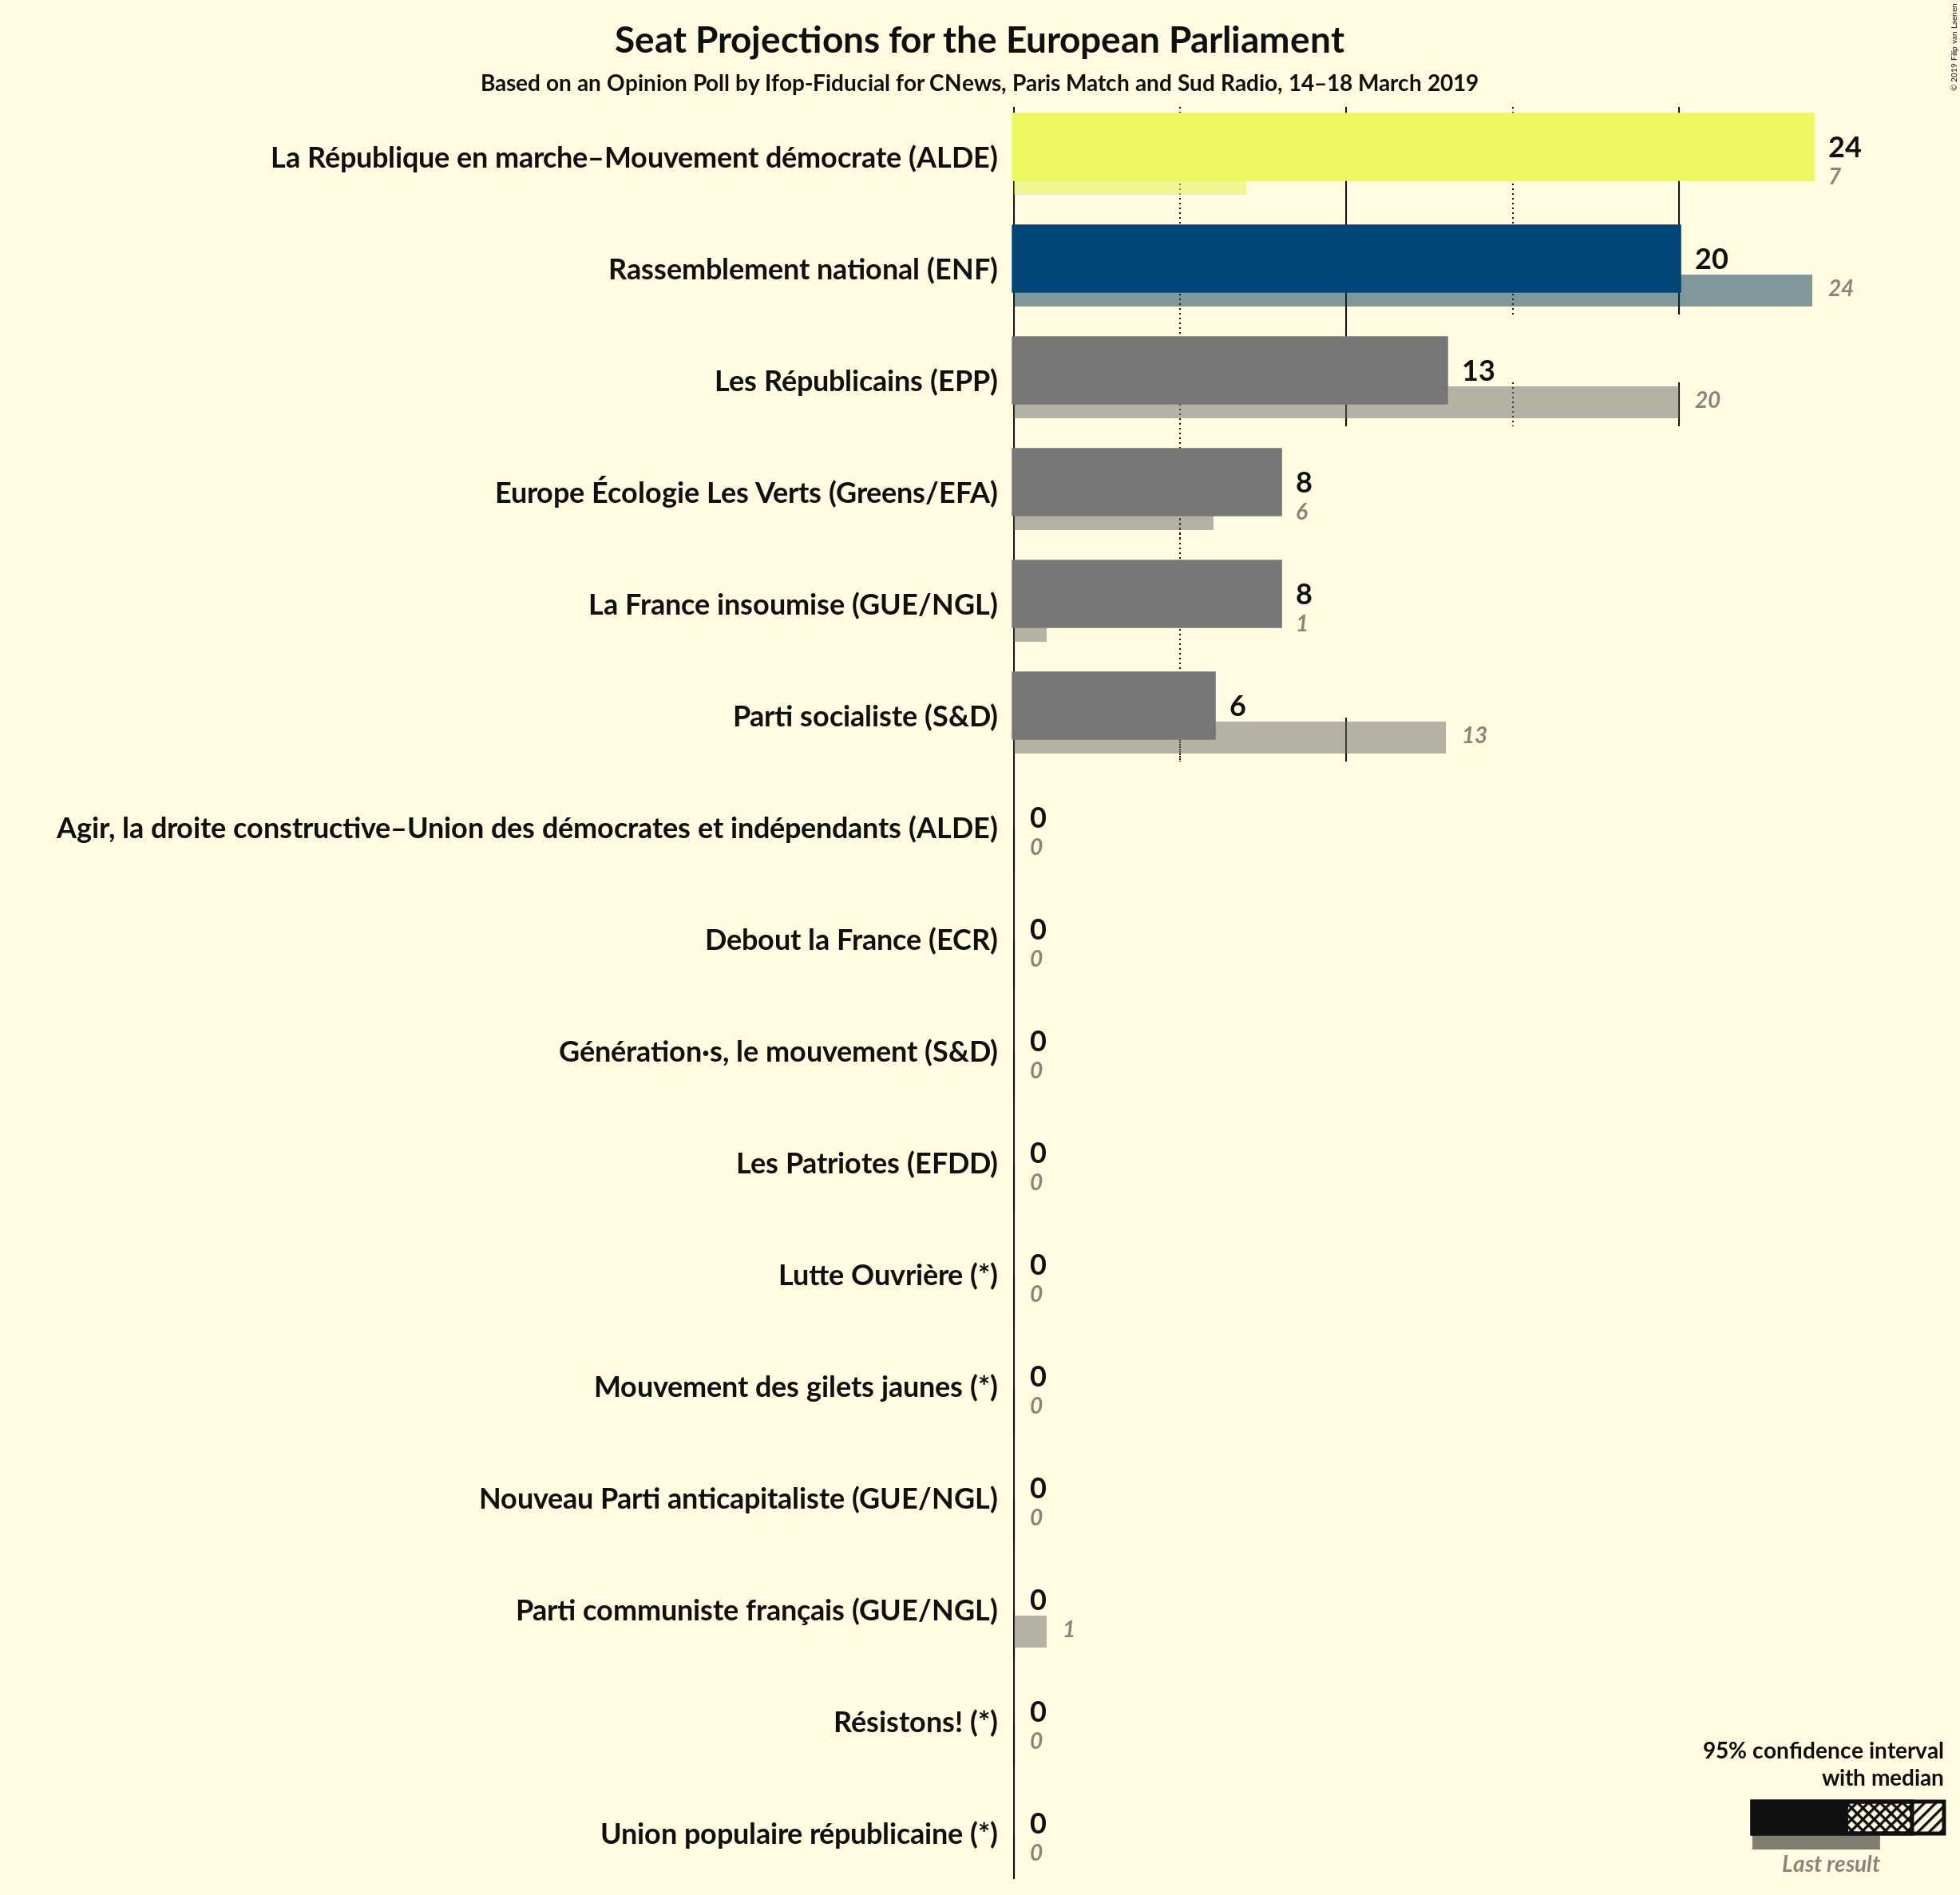 Seat Projections for the European Parliament
Based on an Opinion Poll by Ifop-Fiducial for CNews, Paris Match and Sud Radio, 14–18 March 2019
© 2019 Filip van Laenen
La République en marche–Mouvement démocrate (ALDE)
24
7
Rassemblement national (ENF)
20
24
Les Républicains (EPP)
13
20
Europe Écologie Les Verts (Greens/EFA)
8
6
La France insoumise (GUE/NGL)
8
1
Parti socialiste (S&D)
6
13
Agir, la droite constructive–Union des démocrates et indépendants (ALDE)
0
0
Debout la France (ECR)
0
0
Génération·s, le mouvement (S&D)
0
0
Les Patriotes (EFDD)
0
0
Lutte Ouvrière (*)
0
0
Mouvement des gilets jaunes (*)
0
0
Nouveau Parti anticapitaliste (GUE/NGL)
0
0
Parti communiste français (GUE/NGL)
0
1
Résistons! (*)
0
0
Union populaire républicaine (*)
0
0
95% confidence interval
with median
Last result